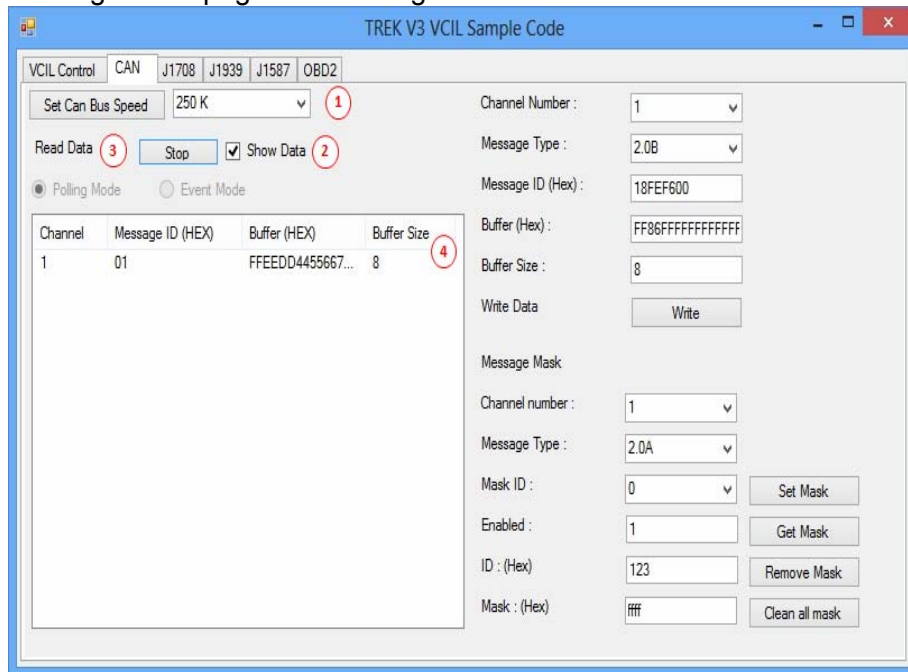 TREK V3 VCIL Sample Code
VCIL Control CAN J1708 J1939 J1587 OBD2
Set Can Bus Speed 250 K 1
Read Data 3 Stop Show Data 2
Polling Mode Event Mode
Channel Message ID (HEX) Buffer (HEX) Buffer Size
4
1 01 FFEEDD4455667... 8
Channel Number : 1
Message Type : 2.0B
Message ID (Hex) : 18FEF600
Buffer (Hex) : FF86FFFFFFFFFFFF
Buffer Size : 8
Write Data Write
Message Mask
Channel number : 1
Message Type : 2.0A
Mask ID : 0 Set Mask
Enabled : 1 Get Mask
ID : (Hex) 123 Remove Mask
Mask : (Hex) ffff Clean all mask